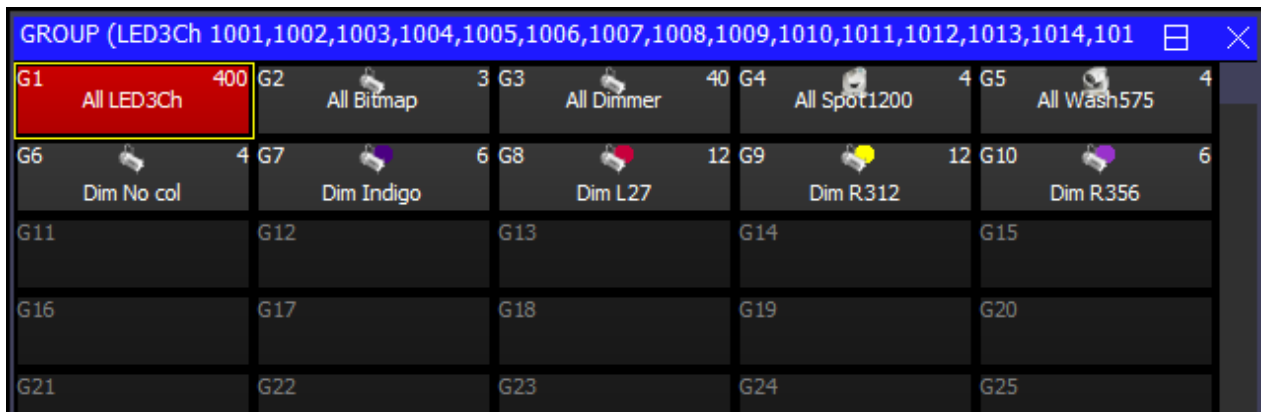 GROUP (LED3Ch 1001,1002,1003,1004,1005,1006,1007,1008,1009,1010,1011,1012,1013,1014,101
G1 400 G2 3 G3 40 G4 4 G5 4
All LED3Ch All Bitmap All Dimmer All Spot1200 All Wash575
G6 4 G7 6 G8 12 G9 12 G10 6
Dim No col Dim Indigo Dim L27 Dim R312 Dim R356
G11 G12 G13 G14 G15
G16 G17 G18 G19 G20
G21 G22 G23 G24 G25